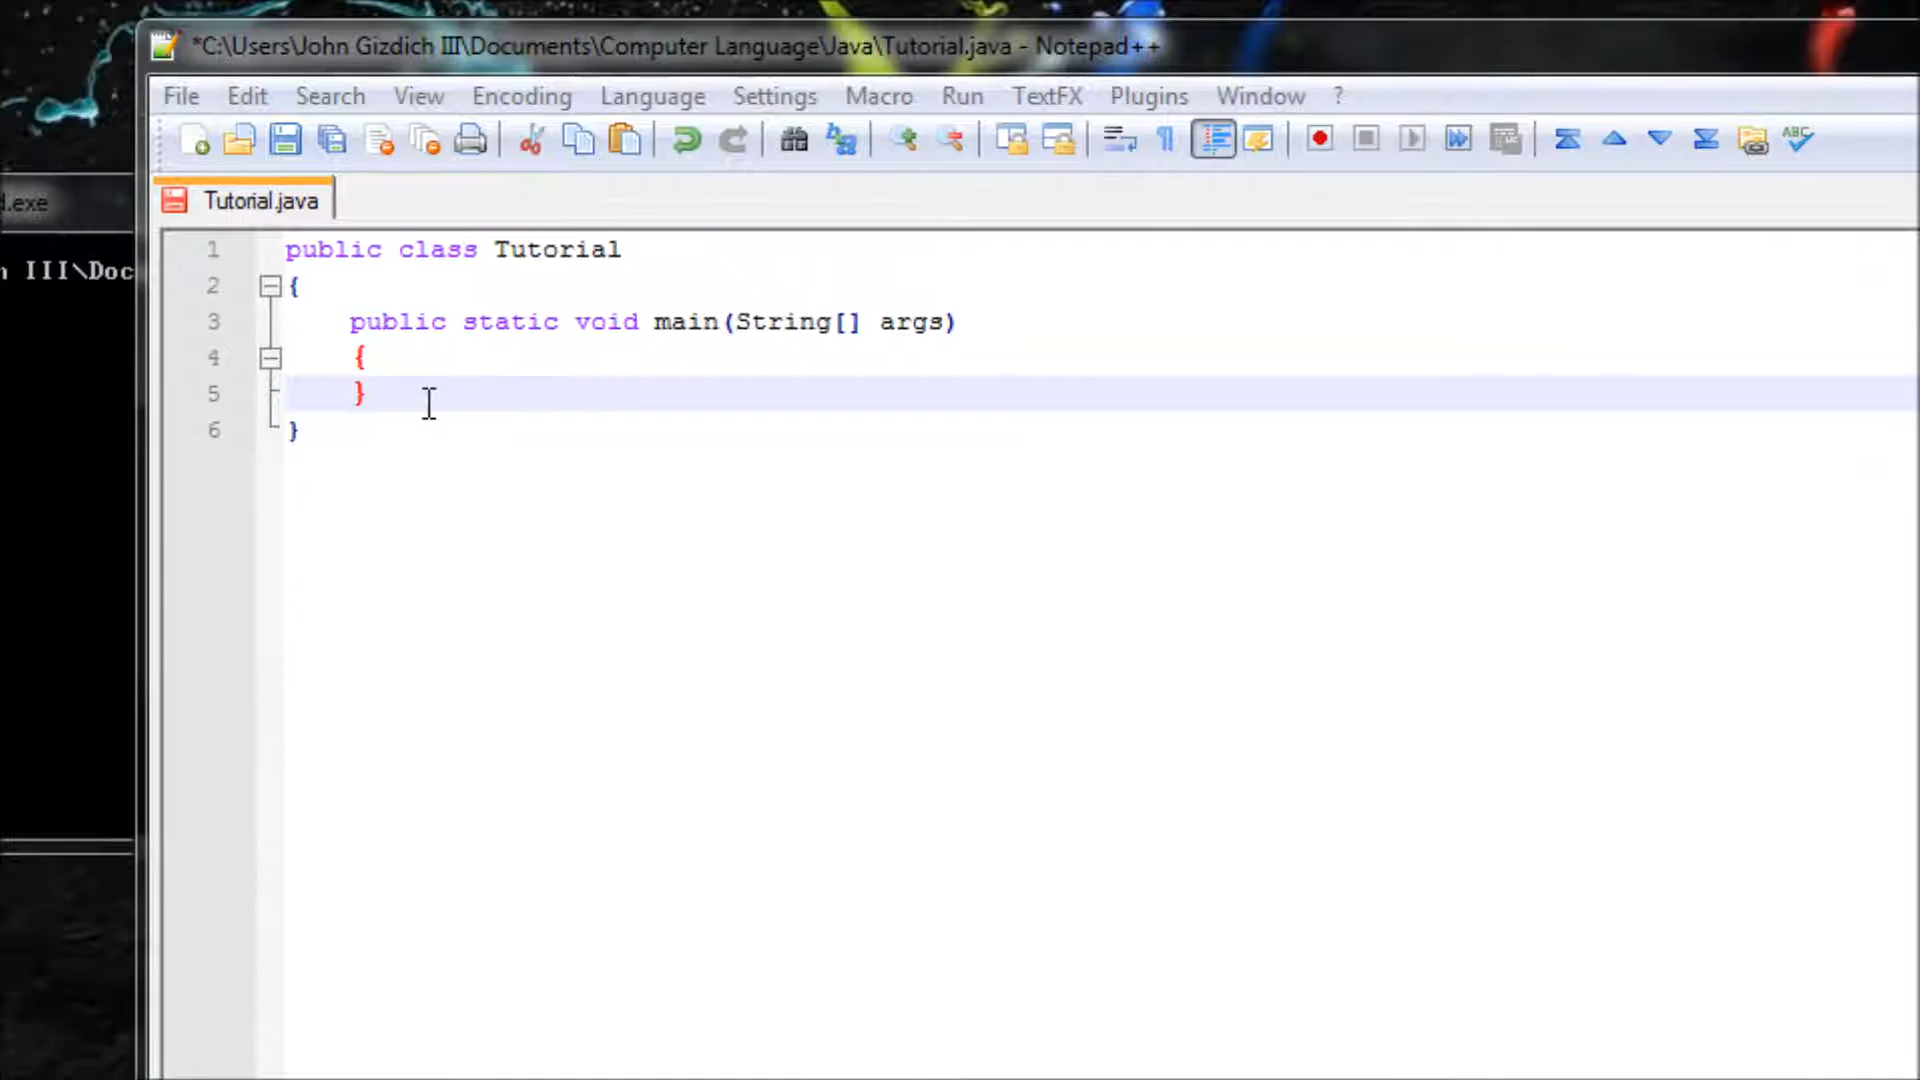 *C:\Users\John Gizdich III\Documents\Computer Language\Java\Tutorial.java - Notepad++
File Edit Search View Encoding Language Settings Macro Run TextFX Plugins Window ?
ABC
.exe
Tutorial.java
III\Doc
1 public class Tutorial
2 {
3 public static void main(String[] args)
4 {
5 }
6 }